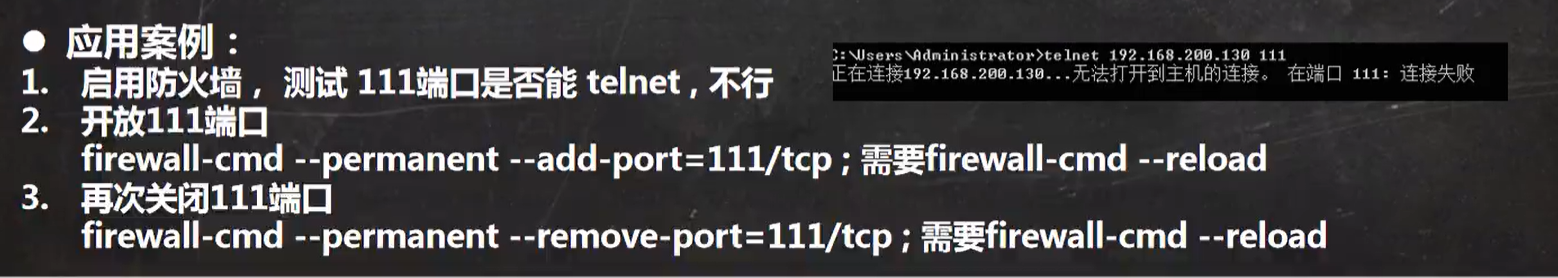 ● 应用案例：
1. 启用防火墙， 测试 111端口是否能 telnet , 不行
C:\Users\Administrator>telnet 192.168.200.130 111
正在连接192.168.200.130...无法打开到主机的连接。 在端口 111: 连接失败
2. 开放111端口
firewall-cmd --permanent --add-port=111/tcp ; 需要firewall-cmd --reload
3. 再次关闭111端口
firewall-cmd --permanent --remove-port=111/tcp ; 需要firewall-cmd --reload